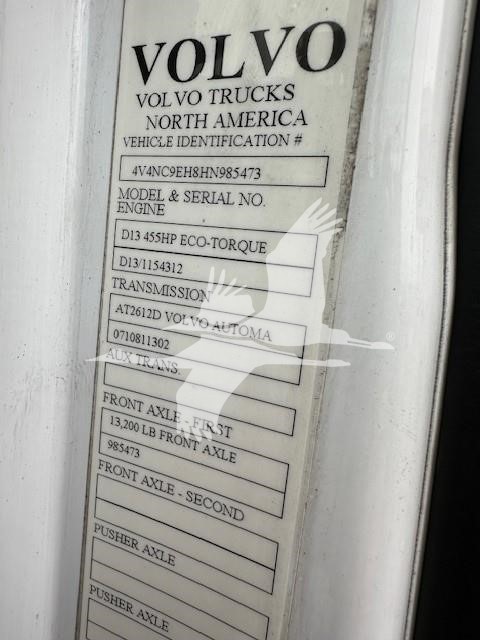 VOLVO
VOLVO TRUCKS
NORTH AMERICA
VEHICLE IDENTIFICATION #
4V4NC9EH8HN985473
MODEL & SERIAL NO.
ENGINE
D13 455HP ECO-TORQUE
D13/1154312
TRANSMISSION
AT2612D VOLVO AUTOMA
0710811302
AUX TRANS.
FRONT AXLE - FIRST
13,200 LB FRONT AXLE
985473
FRONT AXLE - SECOND
PUSHER AXLE
PUSHER AXLE